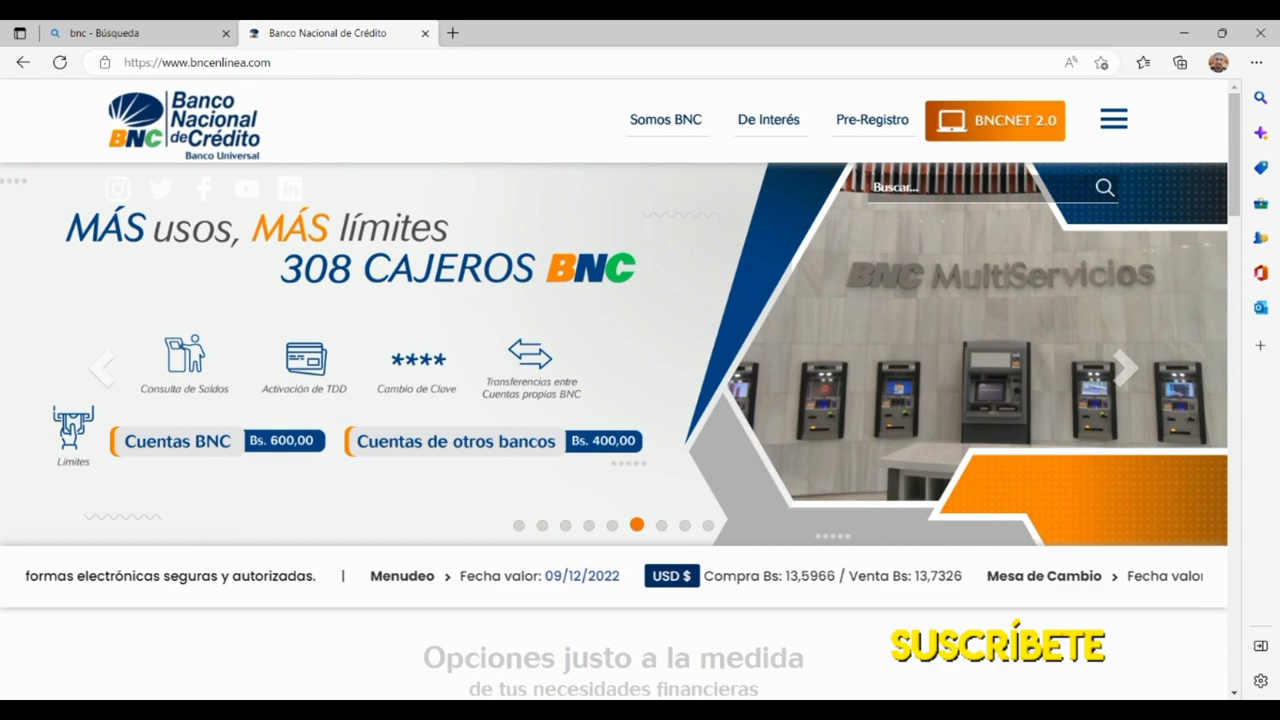 bnc - Búsqueda
Banco Nacional de Crédito
https://www.bncenlinea.com
Banco
Nacional
BNC de Crédito
Banco Universal
Somos BNC
De Interés
Pre-Registro
BNCNET 2.0
Buscar...
MÁS usos, MÁS límites
308 CAJEROS BNC
BNC MultiServicios
Consulta de Saldos
Activación de TDD
****
Cambio de Clave
Transferencias entre
Cuentas propias BNC
Límites
Cuentas BNC Bs. 600,00
Cuentas de otros bancos Bs. 400,00
formas electrónicas seguras y autorizadas. | Menudeo > Fecha valor: 09/12/2022 USD $ Compra Bs: 13,5966 / Venta Bs: 13,7326 Mesa de Cambio > Fecha valor
SUSCRÍBETE
Opciones justo a la medida
de tus necesidades financieras